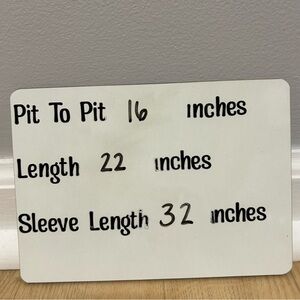 Pit To Pit 16 inches
Length 22 inches
Sleeve Length 32 inches